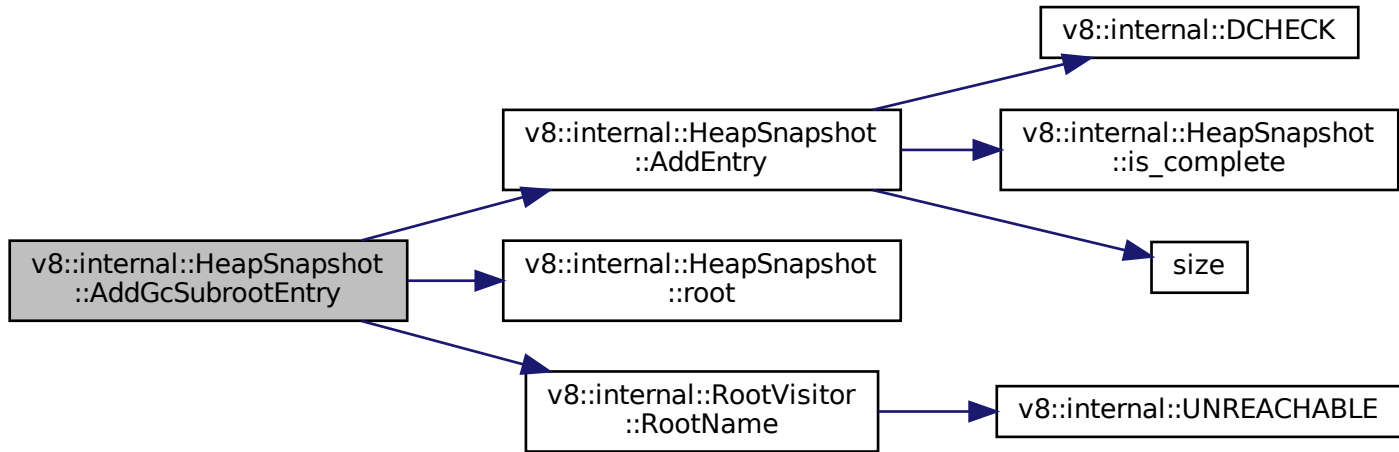 v8::internal::HeapSnapshot
::AddGcSubrootEntry
v8::internal::HeapSnapshot
::AddEntry
v8::internal::DCHECK
v8::internal::HeapSnapshot
::is_complete
size
v8::internal::HeapSnapshot
::root
v8::internal::RootVisitor
::RootName
v8::internal::UNREACHABLE